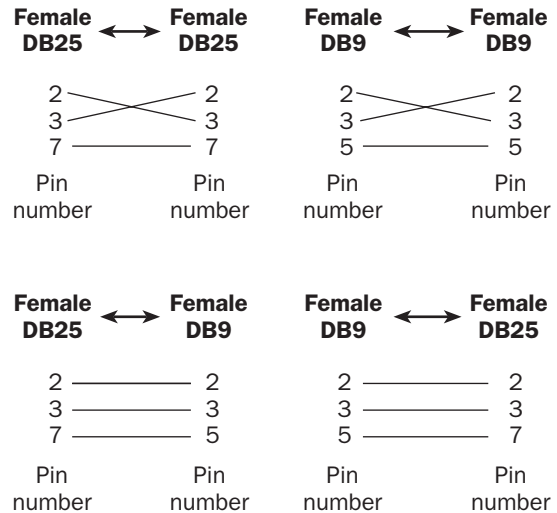 Female Female
DB25 DB25
2 2
3 3
7 7
Pin Pin
number number
Female Female
DB9 DB9
2 2
3 3
5 5
Pin Pin
number number
Female Female
DB25 DB9
2 2
3 3
7 5
Pin Pin
number number
Female Female
DB9 DB25
2 2
3 3
5 7
Pin Pin
number number